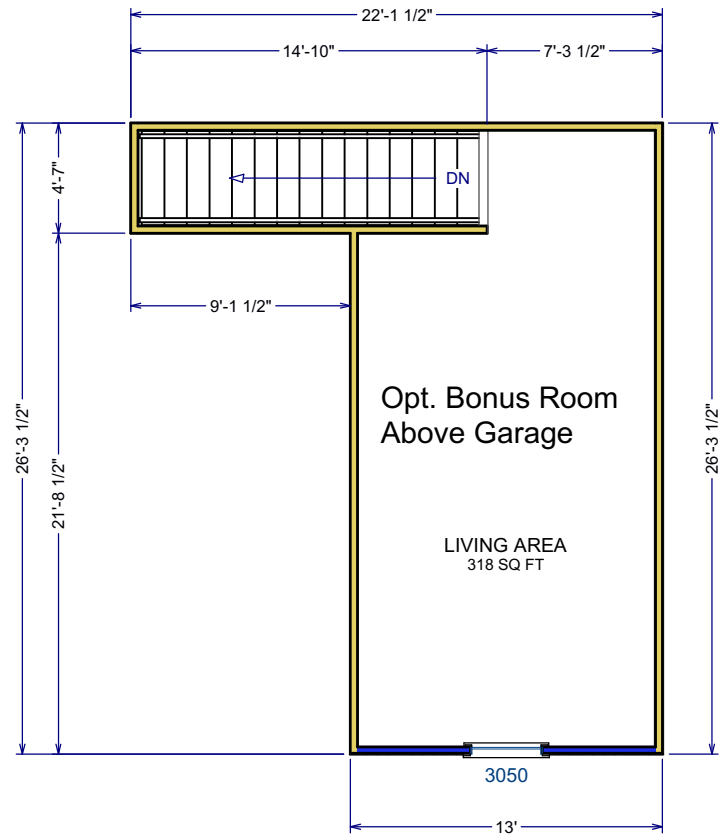 22'-1 1/2"
14'-10"
7'-3 1/2"
4'-7"
DN
9'-1 1/2"
26'-3 1/2"
21'-8 1/2"
26'-3 1/2"
Opt. Bonus Room
Above Garage
LIVING AREA
318 SQ FT
3050
13'